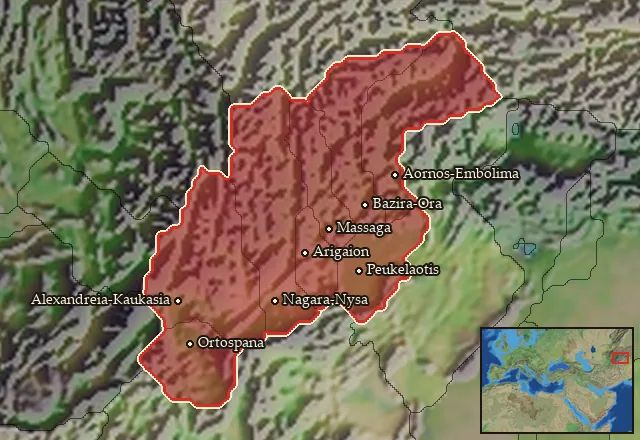 Aornos-Embolima
Bazira-Ora
Massaga
Arigaion
Peukelaotis
Alexandreia-Kaukasia
Nagara-Nysa
Ortospana